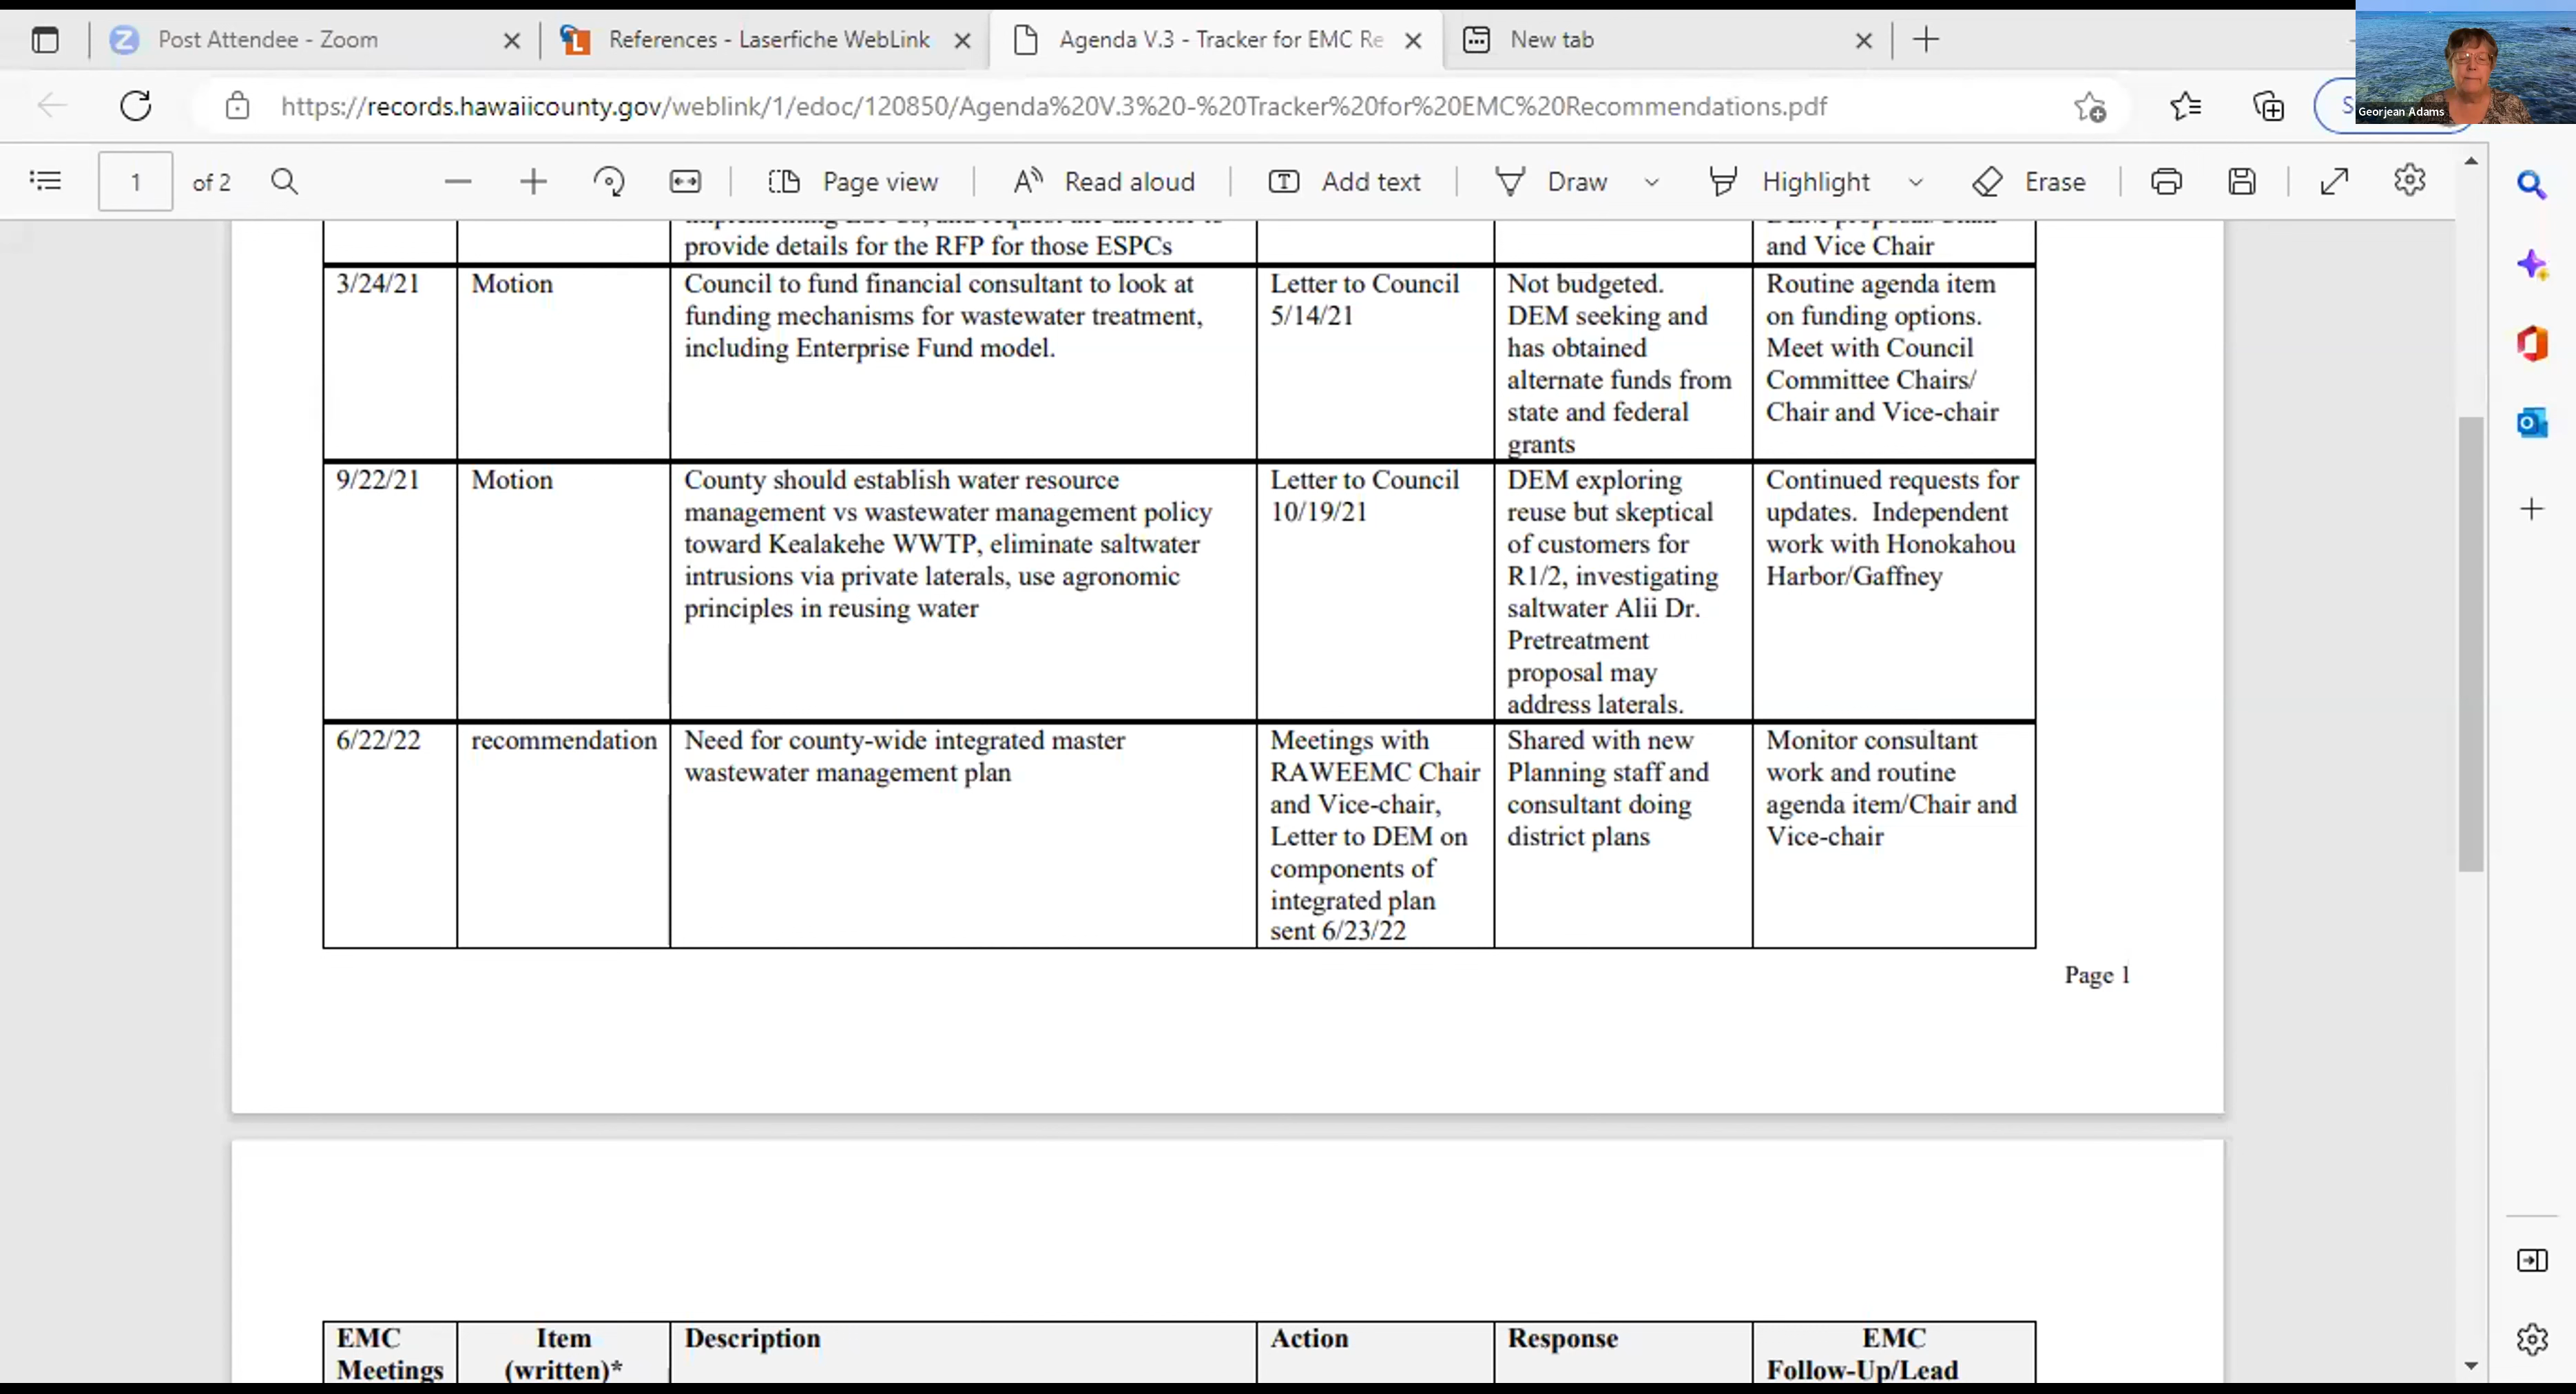 Post Attendee - Zoom
References - Laserfiche WebLink
Agenda V.3 - Tracker for EMC Re
New tab
https://records.hawaiicounty.gov/weblink/1/edoc/120850/Agenda%20V.3%20-%20Tracker%20for%20EMC%20Recommendations.pdf
Georjean Adams
1 of 2
Page view
Read aloud
Add text
Draw
Highlight
Erase
provide details for the RFP for those ESPCs
and Vice Chair
3/24/21
Motion
Council to fund financial consultant to look at
funding mechanisms for wastewater treatment,
including Enterprise Fund model.
Letter to Council
5/14/21
Not budgeted.
DEM seeking and
has obtained
alternate funds from
state and federal
grants
Routine agenda item
on funding options.
Meet with Council
Committee Chairs/
Chair and Vice-chair
9/22/21
Motion
County should establish water resource
management vs wastewater management policy
toward Kealakehe WWTP, eliminate saltwater
intrusions via private laterals, use agronomic
principles in reusing water
Letter to Council
10/19/21
DEM exploring
reuse but skeptical
of customers for
R1/2, investigating
saltwater Alii Dr.
Pretreatment
proposal may
address laterals.
Continued requests for
updates.  Independent
work with Honokahou
Harbor/Gaffney
6/22/22
recommendation
Need for county-wide integrated master
wastewater management plan
Meetings with
RAWEEMC Chair
and Vice-chair,
Letter to DEM on
components of
integrated plan
sent 6/23/22
Shared with new
Planning staff and
consultant doing
district plans
Monitor consultant
work and routine
agenda item/Chair and
Vice-chair
Page 1
EMC
Meetings
Item
(written)*
Description
Action
Response
EMC
Follow-Up/Lead